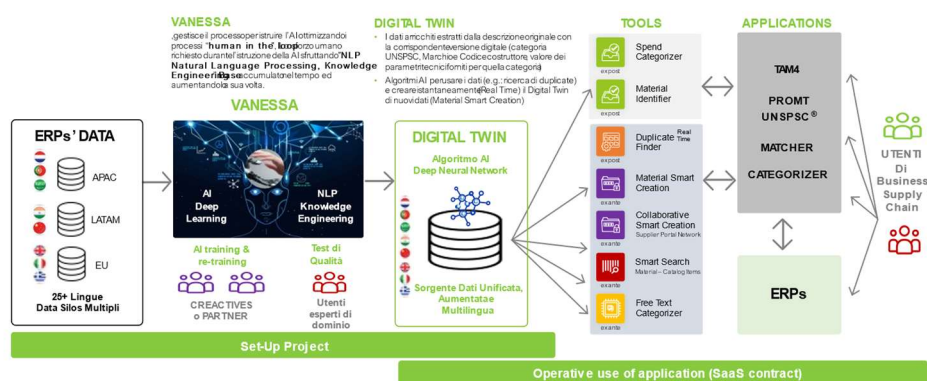 VANESSA
,gestisce il processoper istruire l'AI ottimizzandoi
processi "human in the loop",
richiesto durante l'istruzione della AI sfruttando "NLP
Natural Language Processing, Knowledge
Engineering
accumulato nel tempo ed
aumentandola sua volta.
DIGITAL TWIN
• I dati arricchiti estratti dalla descrizione originale con
la corrispondente versione digitale (categoria
UNSPSC, Marchio e Codice costruttore, valore dei
parametri tecnici forniti per quella categoria)
• Algoritmi AI per usare i dati (e.g.: ricerca di duplicate)
e creare istantaneamente (Real Time) il Digital Twin
di nuovi dati (Material Smart Creation)
TOOLS
APPLICATIONS
ERPs' DATA
APAC
LATAM
EU
25+ Lingue
Data Silos Multipli
VANESSA
AI
Deep
Learning
NLP
Knowledge
Engineering
AI training &
re-training
Test di
Qualità
CREACTIVES
o PARTNER
Utenti
esperti di
dominio
DIGITAL TWIN
Algoritmo AI
Deep Neural Network
Sorgente Dati Unificata,
Aumentata e
Multilingua
Spend
Categorizer
expost
Material
Identifier
expost
Duplicate Real Time
Finder
expost
Material Smart
Creation
exante
Collaborative
Smart Creation
Supplier Portal Network
exante
Smart Search
Material – Catalog Items
exante
Free Text
Categorizer
exante
TAM4
PROMT
UNSPSC®
MATCHER
CATEGORIZER
ERPs
UTENTI
Di
Business
Supply
Chain
Set-Up Project
Operative use of application (SaaS contract)